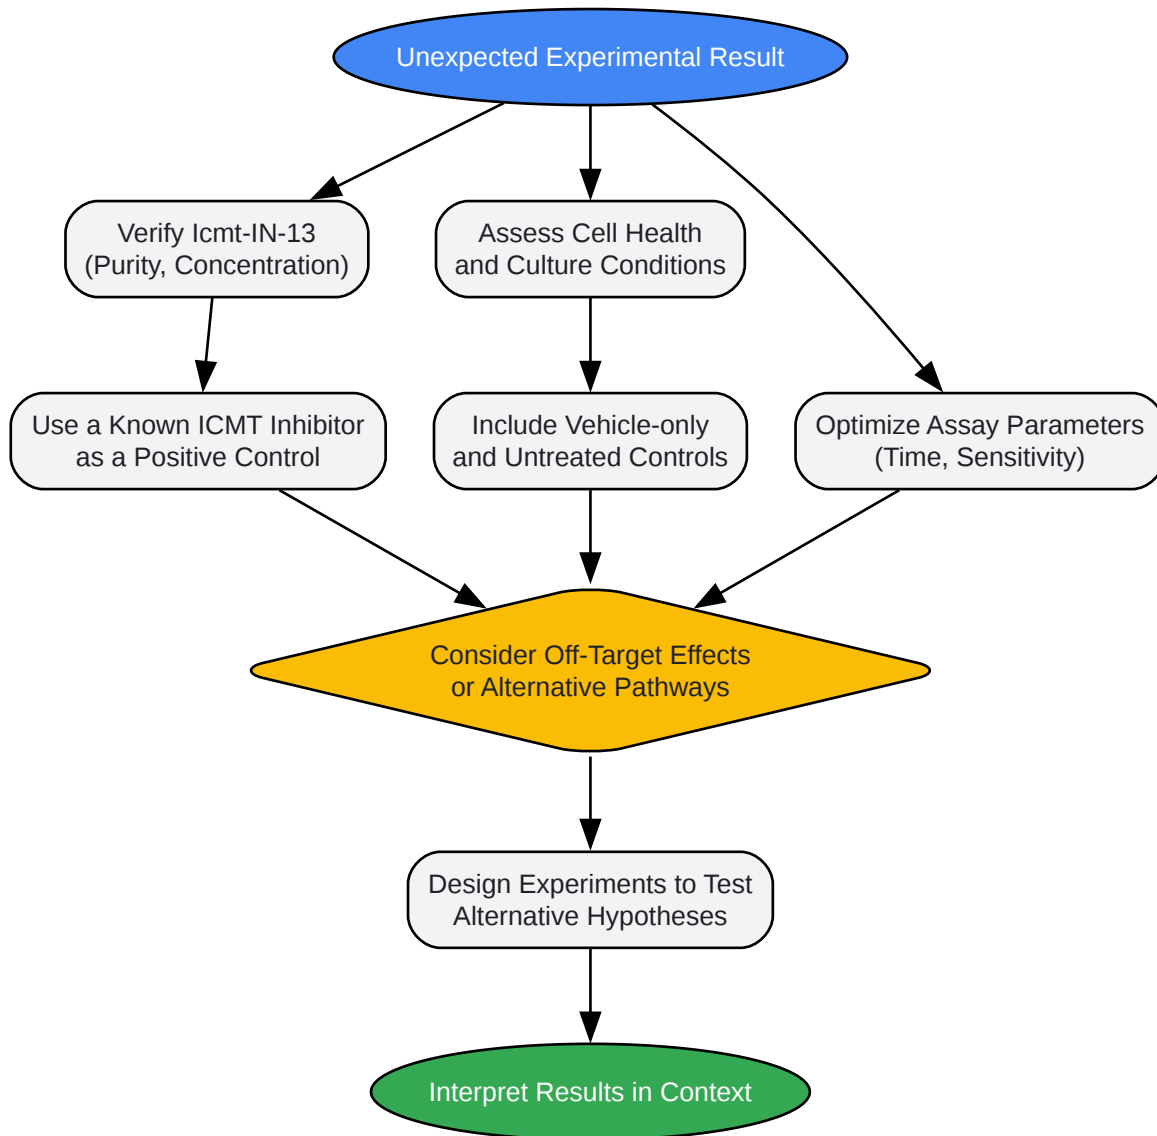 Unexpected Experimental Result
Verify Icmt-IN-13
(Purity, Concentration)
Assess Cell Health
and Culture Conditions
Use a Known ICMT Inhibitor
as a Positive Control
Include Vehicle-only
and Untreated Controls
Optimize Assay Parameters
(Time, Sensitivity)
Consider Off-Target Effects
or Alternative Pathways
Design Experiments to Test
Alternative Hypotheses
Interpret Results in Context